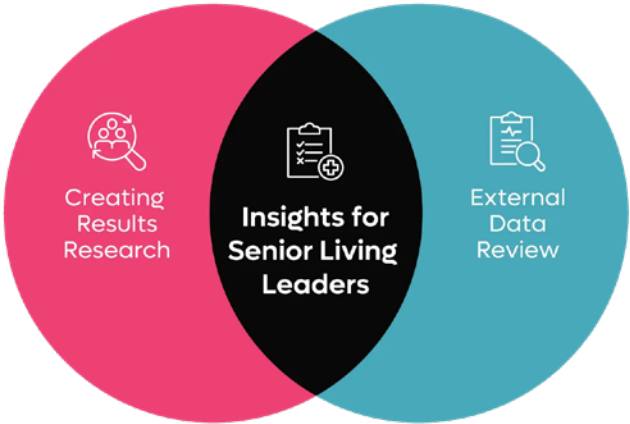 Creating
Results
Research
Insights for
Senior Living
Leaders
External
Data
Review